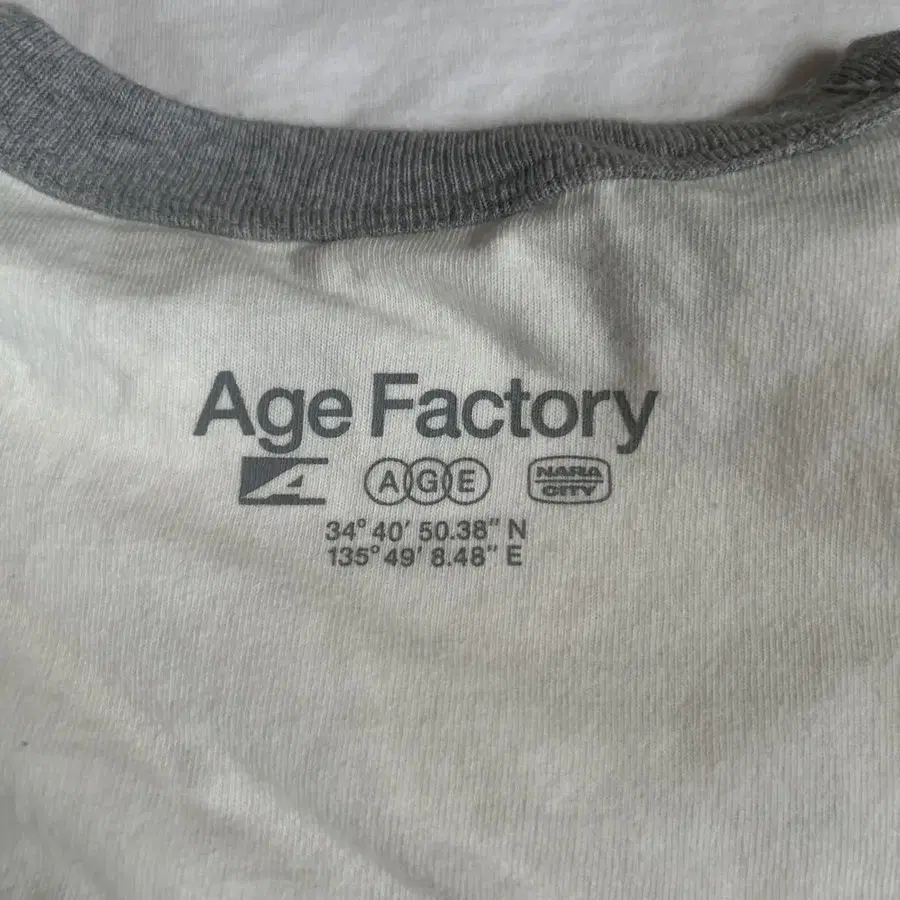 Age Factory
A AGE NARA
CITY
34° 40′ 50.38″ N
135° 49′ 8.48″ E